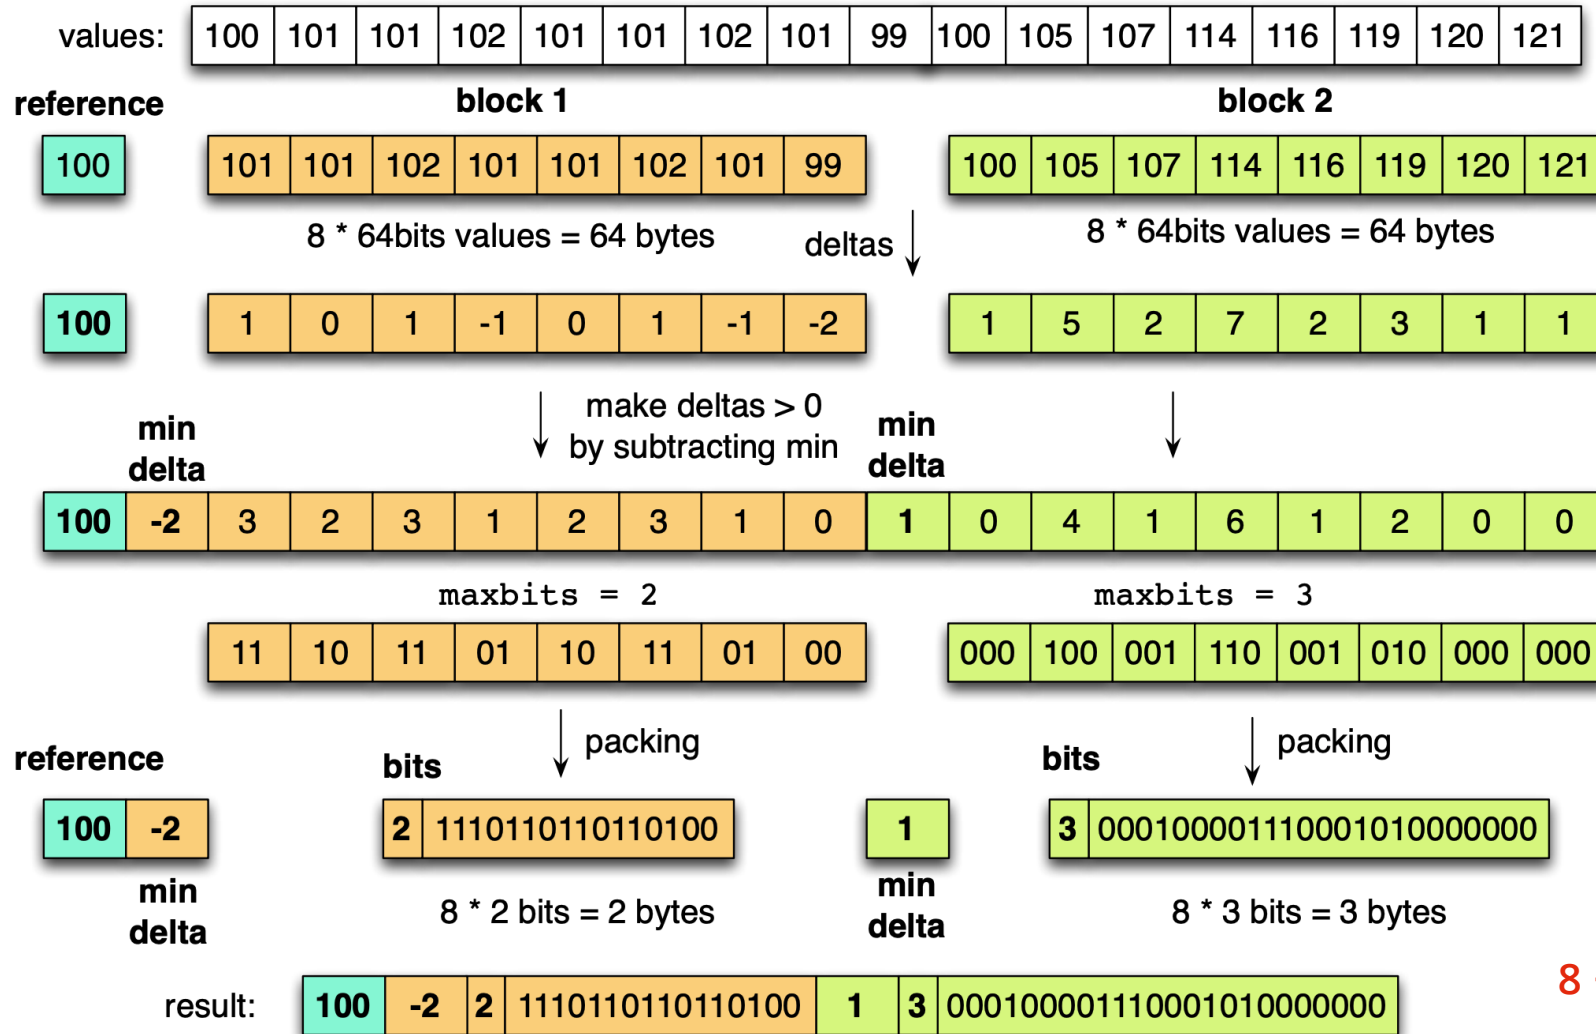 values: 100 101 101 102 101 101 102 101 99 100 105 107 114 116 119 120 121
reference block 1 block 2
100 101 101 102 101 101 102 101 99 100 105 107 114 116 119 120 121
8 * 64bits values = 64 bytes deltas 8 * 64bits values = 64 bytes
100 1 0 1 -1 0 1 -1 -2 1 5 2 7 2 3 1 1
make deltas > 0
by subtracting min
min
delta
min
delta
100 -2 3 2 3 1 2 3 1 0 1 0 4 1 6 1 2 0 0
maxbits = 2 maxbits = 3
11 10 11 01 10 11 01 00 000 100 001 110 001 010 000 000
packing packing
reference bits bits
100 -2 2 1110110110110100 1 3 000100001110001010000000
min
delta
8 * 2 bits = 2 bytes
min
delta
8 * 3 bits = 3 bytes
8
result: 100 -2 2 1110110110110100 1 3 000100001110001010000000